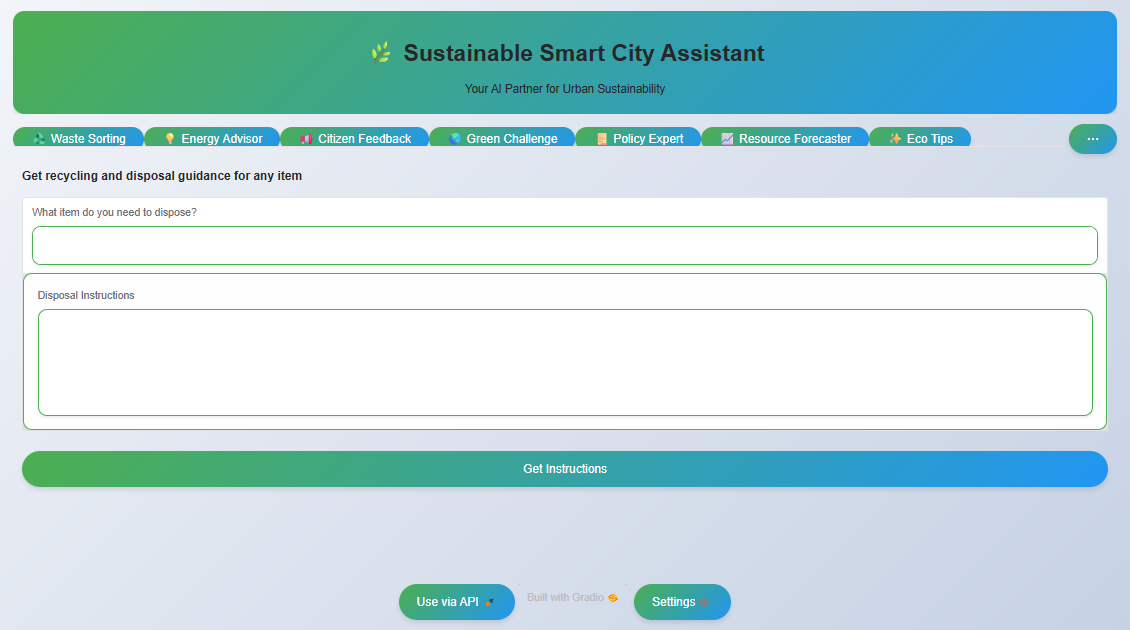 Sustainable Smart City Assistant
Your AI Partner for Urban Sustainability
Waste Sorting Energy Advisor Citizen Feedback Green Challenge Policy Expert Resource Forecaster Eco Tips ...
Get recycling and disposal guidance for any item
What item do you need to dispose?
Disposal Instructions
Get Instructions
Use via API Built with Gradio Settings